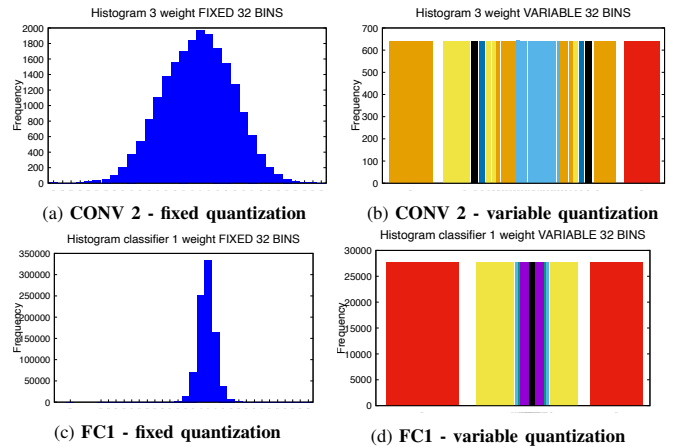 Histogram 3 weight FIXED 32 BINS
Frequency
2000
1800
1600
1400
1200
1000
800
600
400
200
0
(a) CONV 2 - fixed quantization
Histogram 3 weight VARIABLE 32 BINS
Frequency
700
600
500
400
300
200
100
0
(b) CONV 2 - variable quantization
Histogram classifier 1 weight FIXED 32 BINS
Frequency
350000
300000
250000
200000
150000
100000
50000
0
(c) FC1 - fixed quantization
Histogram classifier 1 weight VARIABLE 32 BINS
Frequency
30000
25000
20000
15000
10000
5000
0
(d) FC1 - variable quantization